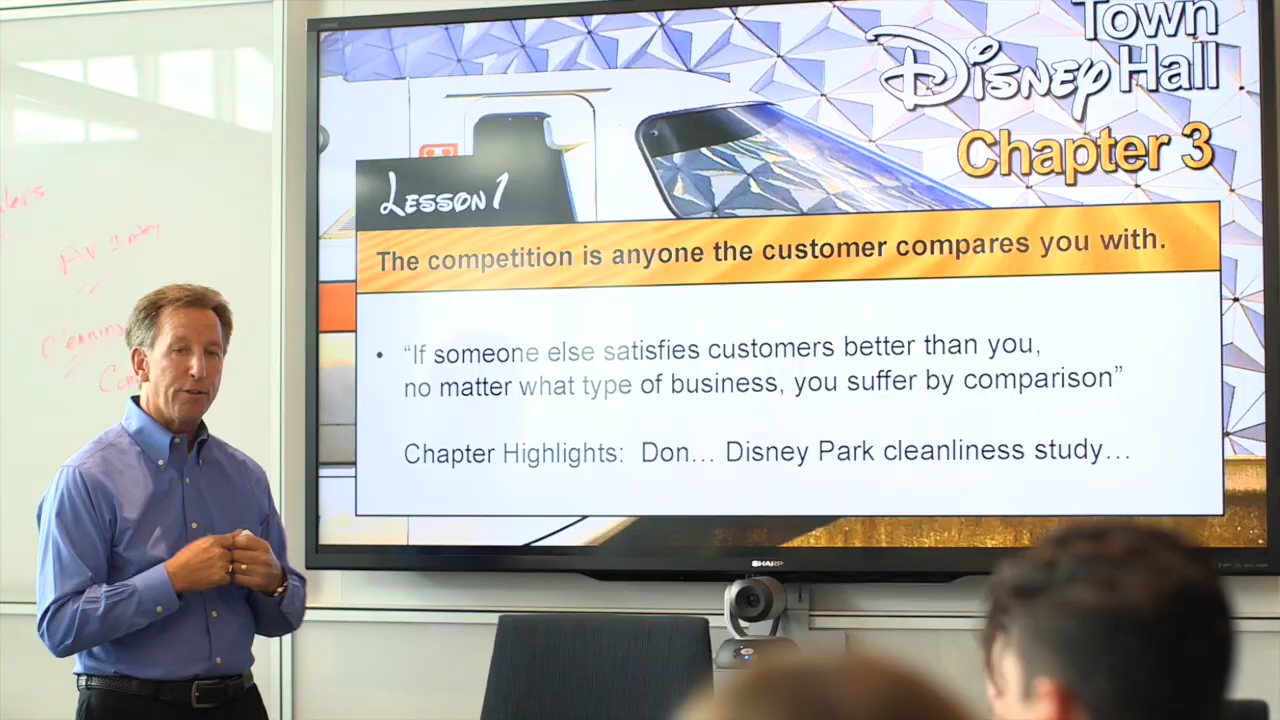 Town
Disney Hall
Chapter 3
Lesson 1
The competition is anyone the customer compares you with.
• “If someone else satisfies customers better than you,
no matter what type of business, you suffer by comparison”
Chapter Highlights: Don... Disney Park cleanliness study...
SHARP
AV
Cleaning